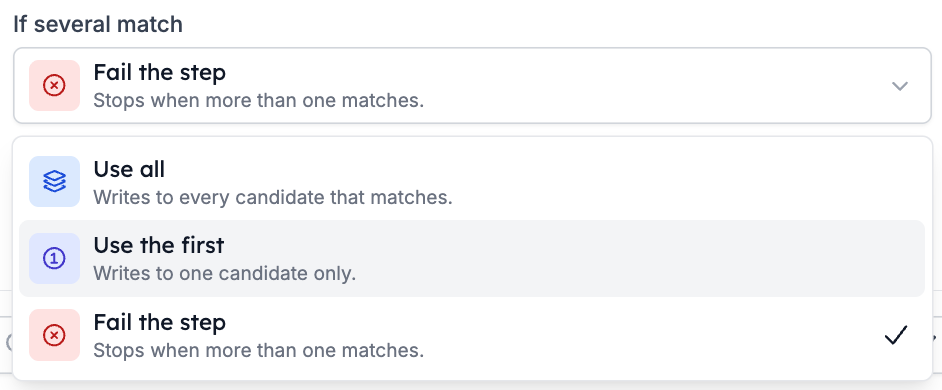 If several match
Fail the step
Stops when more than one matches.
Use all
Writes to every candidate that matches.
1
Use the first
Writes to one candidate only.
Fail the step
Stops when more than one matches.